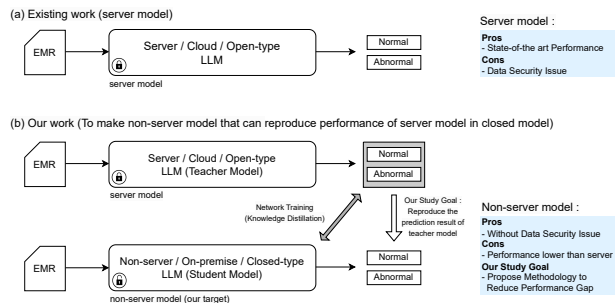 (a) Existing work (server model)
EMR
Server / Cloud / Open-type
LLM
server model
Normal
Abnormal
Server model :
Pros
- State-of-the art Performance
Cons
- Data Security Issue
(b) Our work (To make non-server model that can reproduce performance of server model in closed model)
EMR
Server / Cloud / Open-type
LLM (Teacher Model)
server model
Normal
Abnormal
Network Training
(Knowledge Distillation)
Our Study Goal :
Reproduce the
prediction result of
teacher model
EMR
Non-server / On-premise / Closed-type
LLM (Student Model)
non-server model (our target)
Normal
Abnormal
Non-server model :
Pros
- Without Data Security Issue
Cons
- Performance lower than server
Our Study Goal
- Propose Methodology to
Reduce Performance Gap